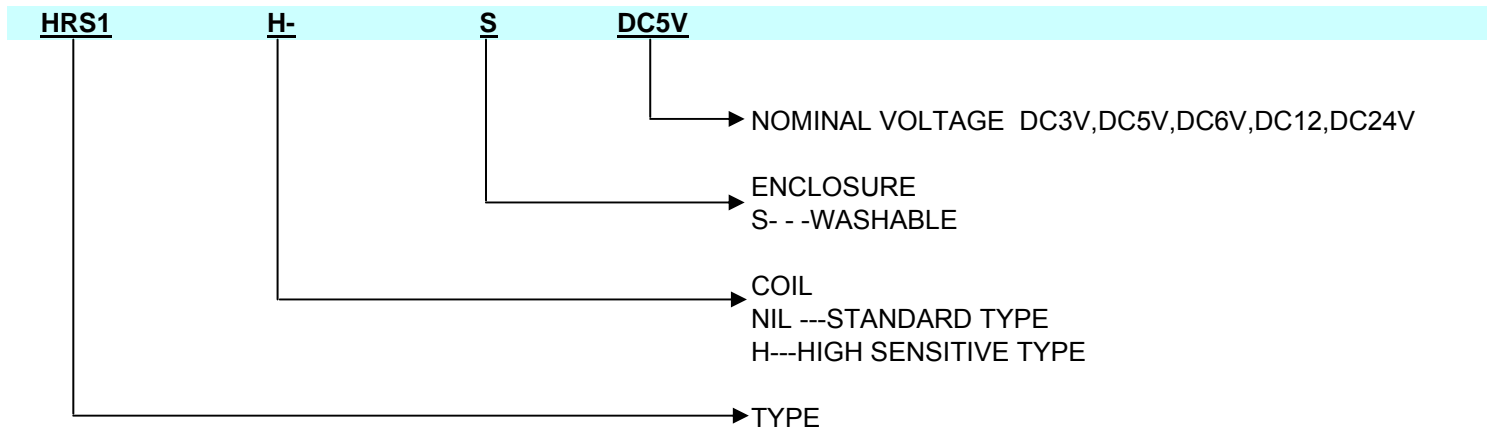 HRS1 H- S DC5V
NOMINAL VOLTAGE DC3V,DC5V,DC6V,DC12,DC24V
ENCLOSURE
S- - -WASHABLE
COIL
NIL ---STANDARD TYPE
H---HIGH SENSITIVE TYPE
TYPE